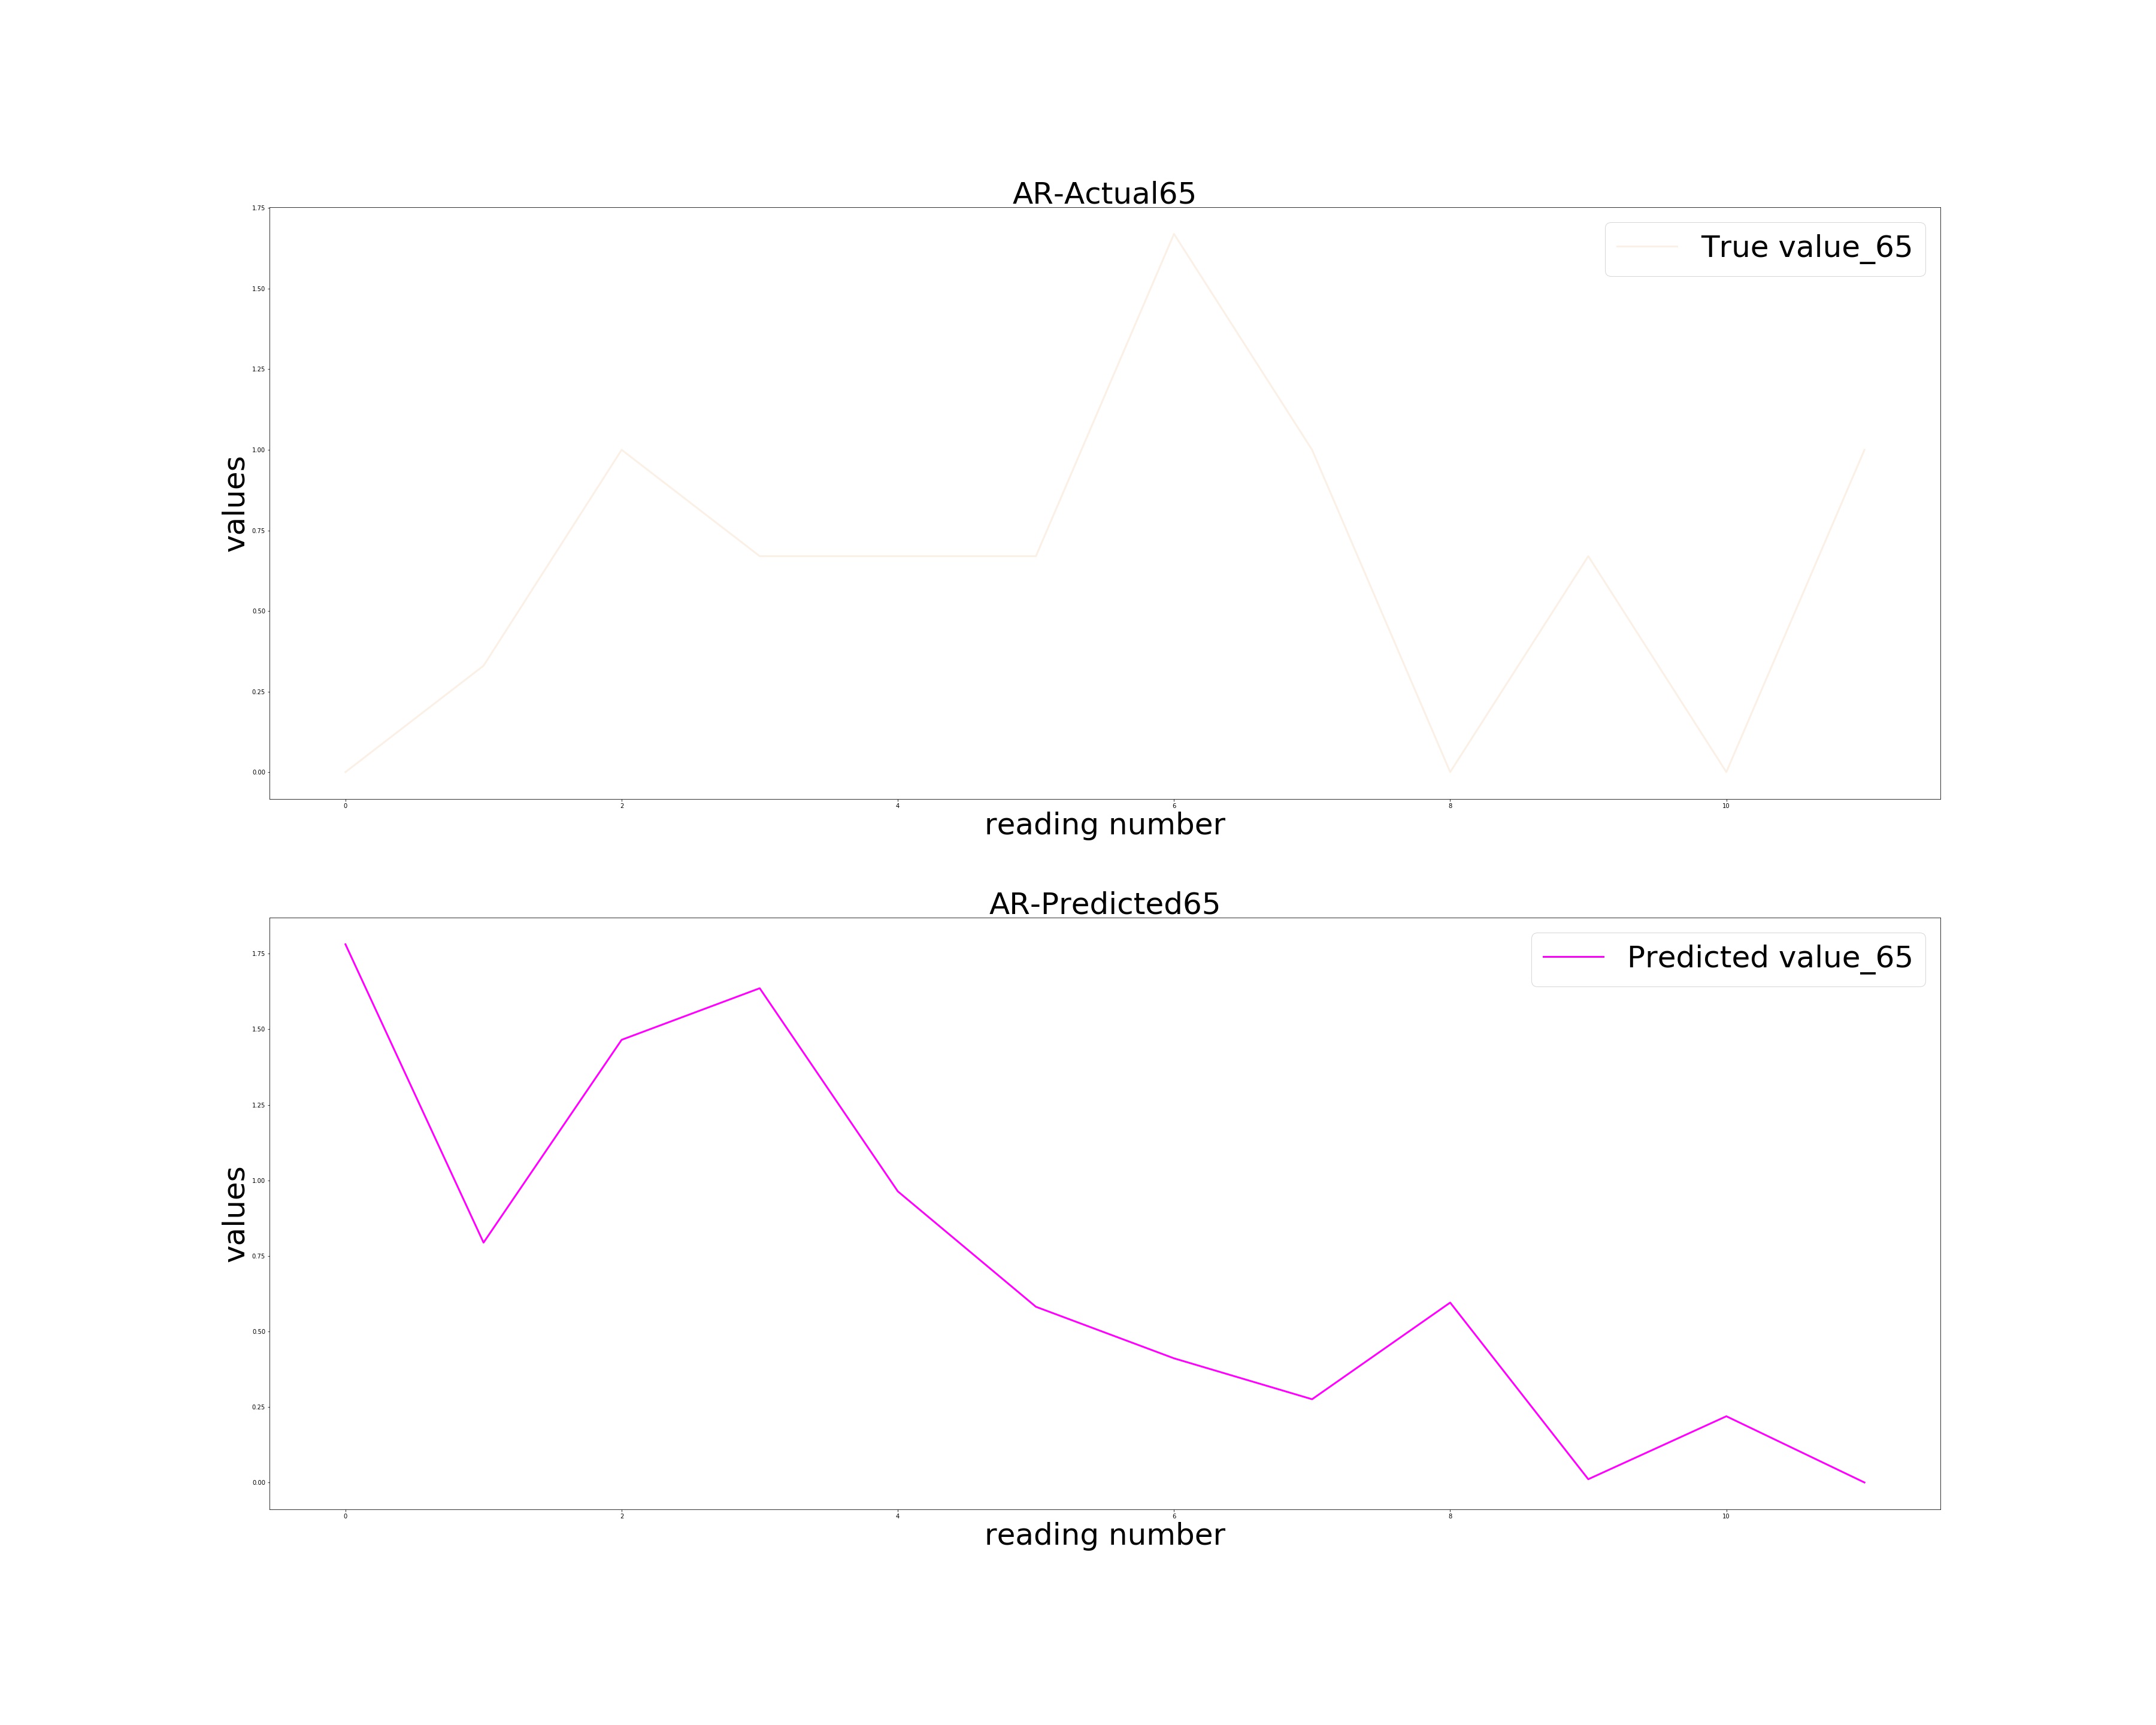 AR-Actual65
1.75
True value_65
1.50
1.25
1.00
values
0.75
0.50
0.25
0.00
0 2 4 6 8 10
reading number
AR-Predicted65
1.75
Predicted value_65
1.50
1.25
1.00
values
0.75
0.50
0.25
0.00
0 2 4 6 8 10
reading number